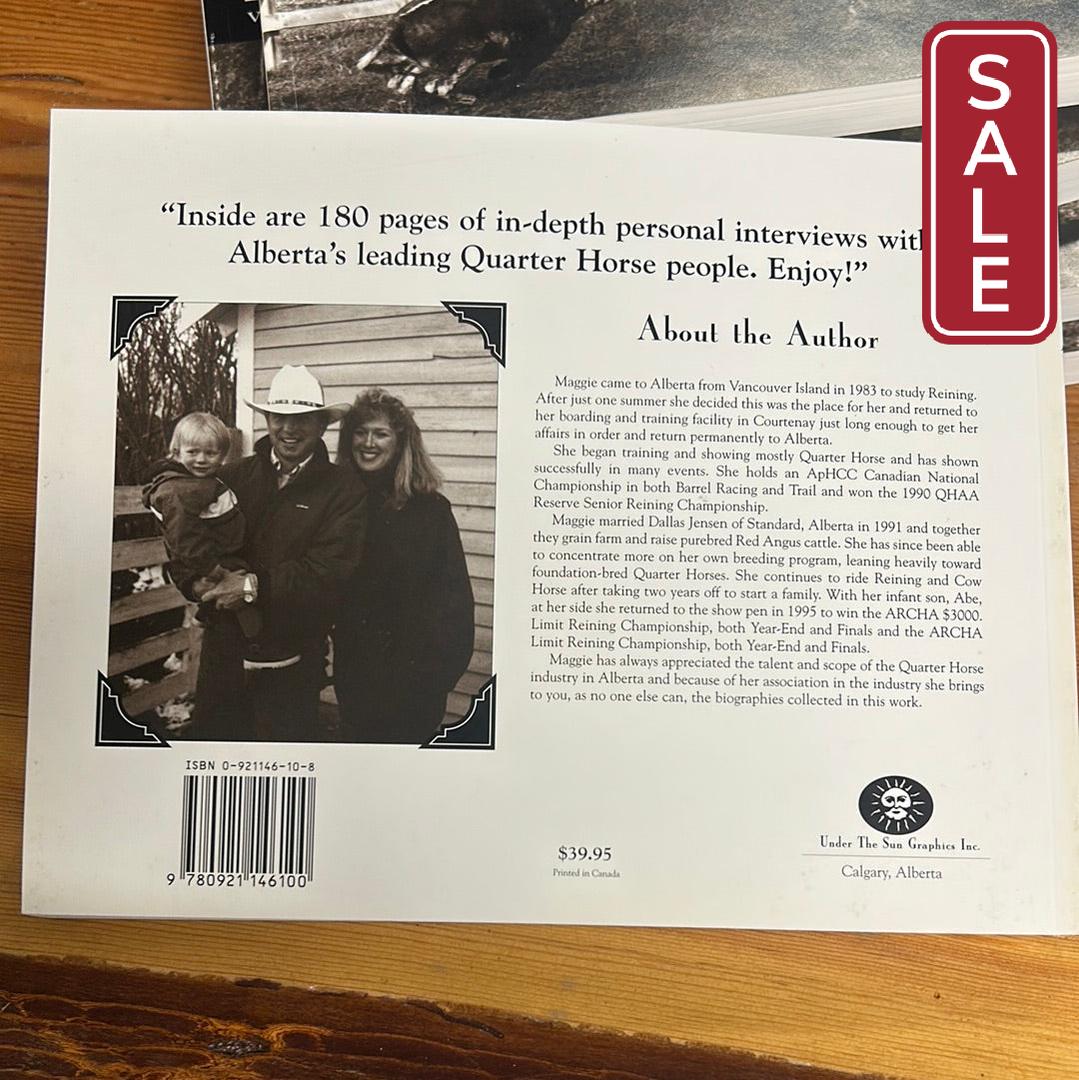 SALE
“Inside are 180 pages of in-depth personal interviews with
Alberta’s leading Quarter Horse people. Enjoy!”
About the Author
Maggie came to Alberta from Vancouver Island in 1983 to study Reining.
After just one summer she decided this was the place for her and returned to
her boarding and training facility in Courtenay just long enough to get her
affairs in order and return permanently to Alberta.
She began training and showing mostly Quarter Horse and has shown
successfully in many events. She holds an ApHCC Canadian National
Championship in both Barrel Racing and Trail and won the 1990 QHAA
Reserve Senior Reining Championship.
Maggie married Dallas Jensen of Standard, Alberta in 1991 and together
they grain farm and raise purebred Red Angus cattle. She has since been able
to concentrate more on her own breeding program, leaning heavily toward
foundation-bred Quarter Horses. She continues to ride Reining and Cow
Horse after taking two years off to start a family. With her infant son, Abe,
at her side she returned to the show pen in 1995 to win the ARCHA $3000.
Limit Reining Championship, both Year-End and Finals and the ARCHA
Limit Reining Championship, both Year-End and Finals.
Maggie has always appreciated the talent and scope of the Quarter Horse
industry in Alberta and because of her association in the industry she brings
to you, as no one else can, the biographies collected in this work.
ISBN 0-921146-10-8
9 780921 146100
$39.95
Printed in Canada
Under The Sun Graphics Inc.
Calgary, Alberta